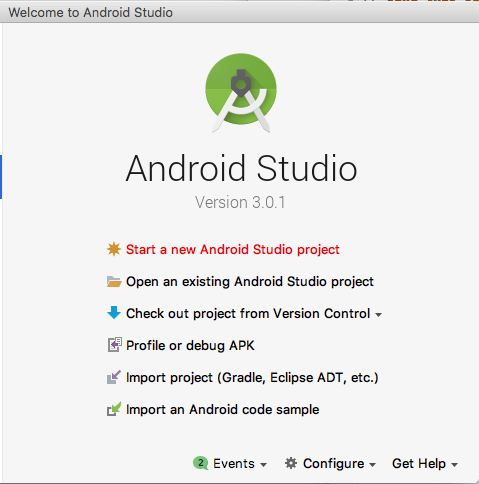 Welcome to Android Studio
Android Studio
Version 3.0.1
Start a new Android Studio project
Open an existing Android Studio project
Check out project from Version Control
Profile or debug APK
Import project (Gradle, Eclipse ADT, etc.)
Import an Android code sample
2 Events Configure Get Help